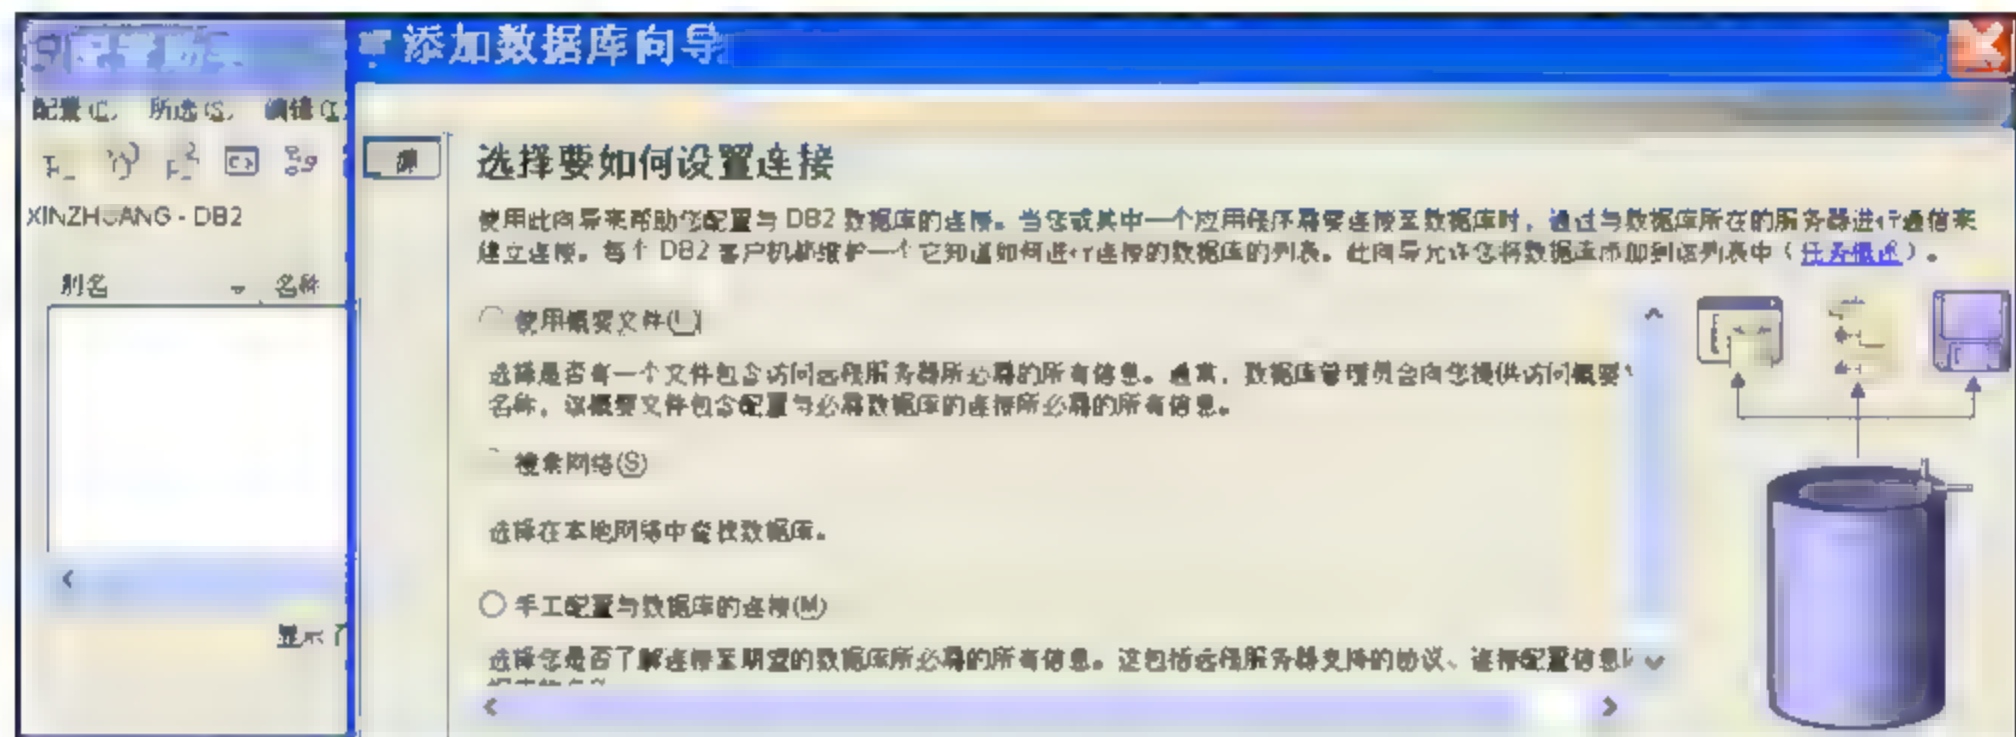 添加数据库向导
配置(C) 所选(S) 编辑(E)
源
选择要如何设置连接
XINZHUANG - DB2
使用此向导来帮助您配置与 DB2 数据库的连接。当您或其中一个应用程序需要连接至数据库时，通过与数据库所在的服务器进行通信来
建立连接。每个 DB2 客户机都维护一个它知道如何进行连接的数据库的列表。此向导允许您将数据库添加到该列表中（任务概述）。
别名 名称
使用概要文件(U)
选择是否有一个文件包含访问远程服务器所必需的所有信息。通常，数据库管理员会向您提供访问概要
名称，该概要文件包含配置与必需数据库的连接所必需的所有信息。
搜索网络(S)
选择在本地网络中查找数据库。
手工配置与数据库的连接(M)
显示了
选择您是否了解连接至期望的数据库所必需的所有信息。这包括远程服务器支持的协议、连接配置信息